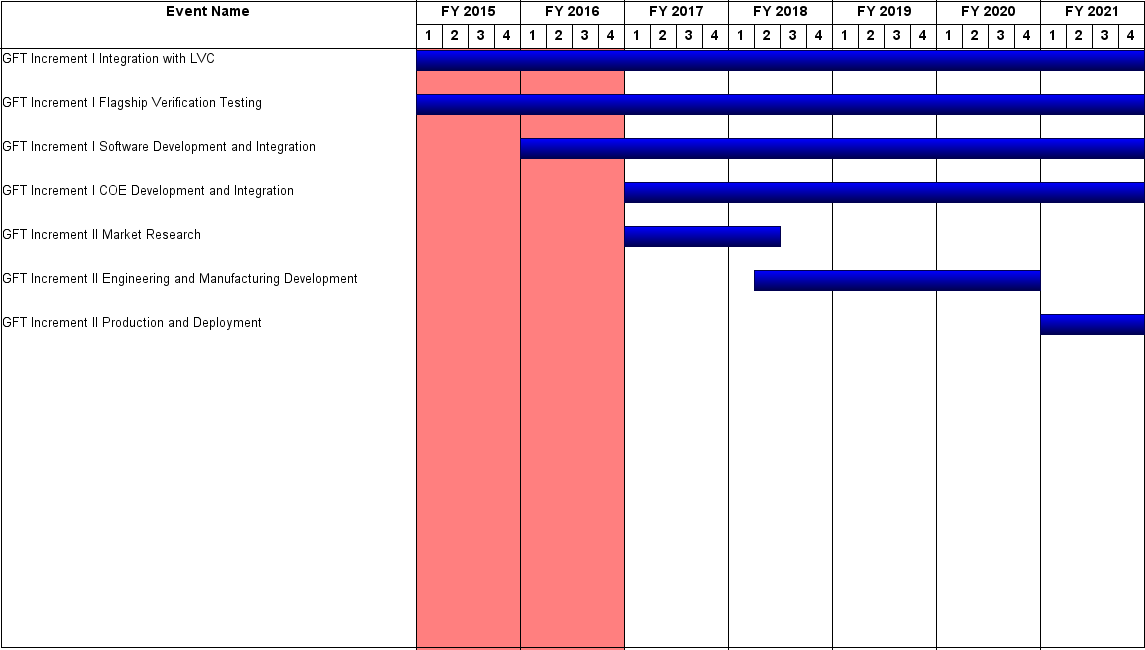 Event Name FY 2015 FY 2016 FY 2017 FY 2018 FY 2019 FY 2020 FY 2021
1 2 3 4 1 2 3 4 1 2 3 4 1 2 3 4 1 2 3 4 1 2 3 4 1 2 3 4
GFT Increment I Integration with LVC
GFT Increment I Flagship Verification Testing
GFT Increment I Software Development and Integration
GFT Increment I COE Development and Integration
GFT Increment II Market Research
GFT Increment II Engineering and Manufacturing Development
GFT Increment II Production and Deployment